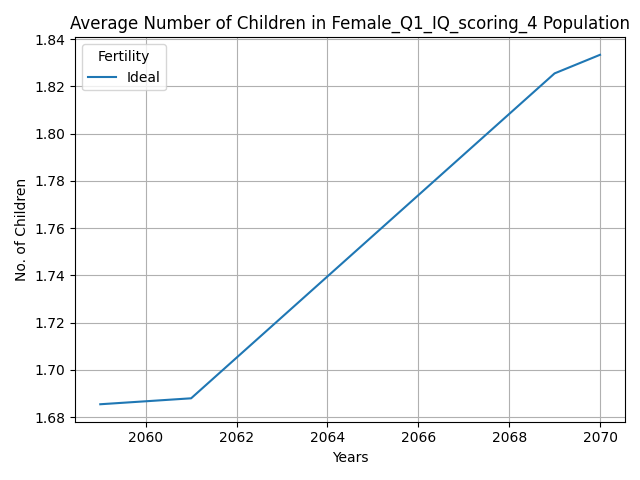 Average Number of Children in Female_Q1_IQ_scoring_4 Population
1.84
1.82
1.80
1.78
1.76
1.74
1.72
1.70
1.68
No. of Children
Fertility
Ideal
2060 2062 2064 2066 2068 2070
Years